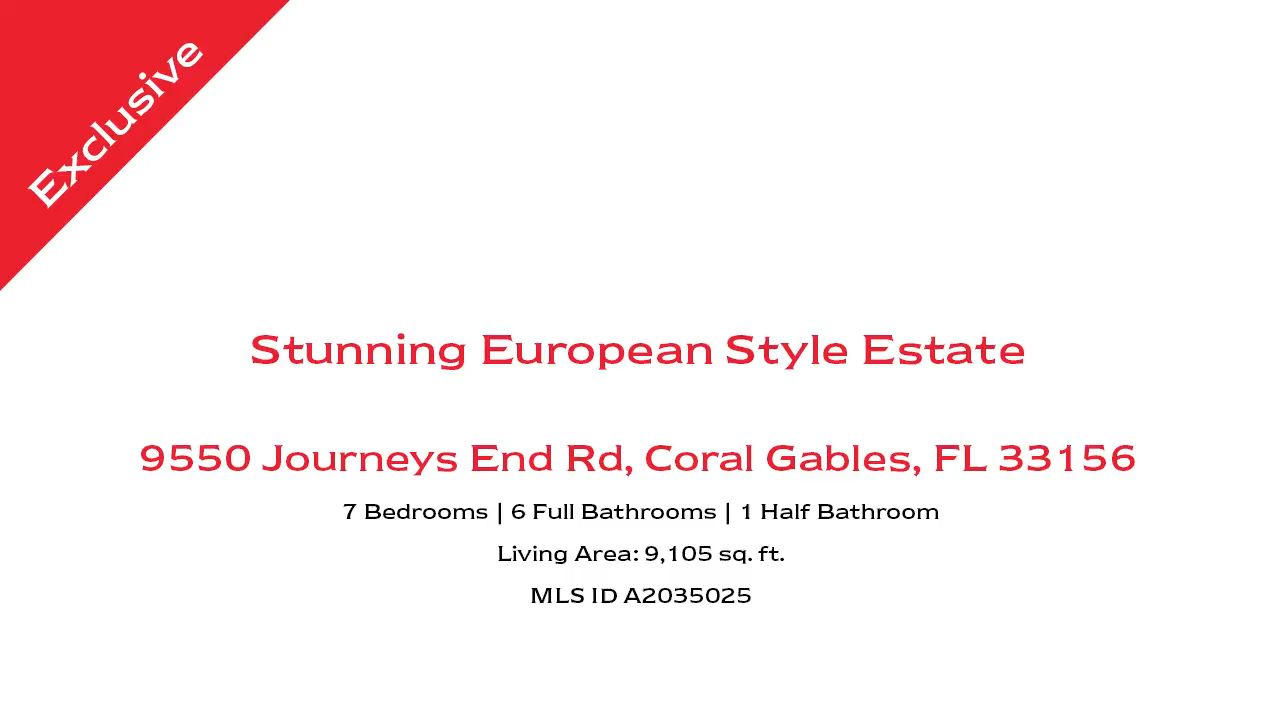 Exclusive
Stunning European Style Estate
9550 Journeys End Rd, Coral Gables, FL 33156
7 Bedrooms | 6 Full Bathrooms | 1 Half Bathroom
Living Area: 9,105 sq. ft.
MLS ID A2035025